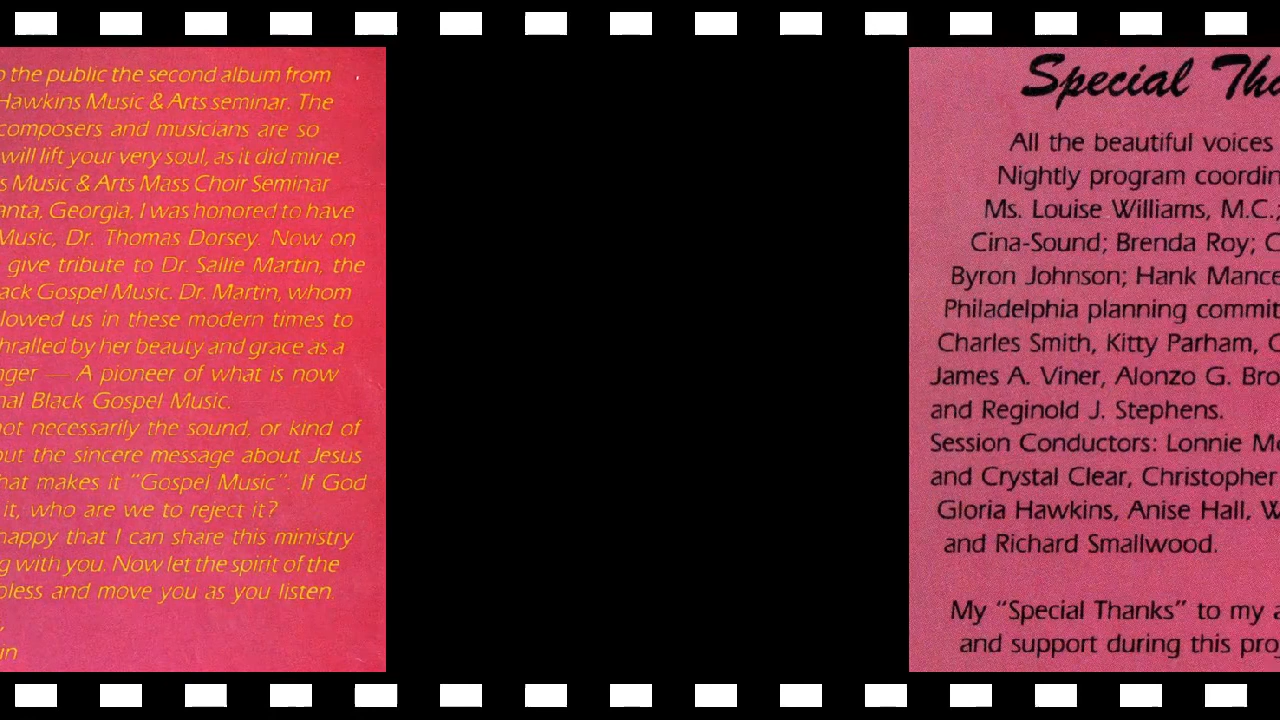 the public the second album from
Hawkins Music & Arts seminar. The
composers and musicians are so
will lift your very soul, as it did mine.
s Music & Arts Mass Choir Seminar
anta, Georgia, I was honored to have
Music, Dr. Thomas Dorsey. Now on
give tribute to Dr. Sallie Martin, the
ack Gospel Music. Dr. Martin, whom
lowed us in these modern times to
hralled by her beauty and grace as a
nger — A pioneer of what is now
nal Black Gospel Music.
not necessarily the sound, or kind of
but the sincere message about Jesus
hat makes it "Gospel Music". If God
it, who are we to reject it?
happy that I can share this ministry
g with you. Now let the spirit of the
bless and move you as you listen.
in
Special Tha
All the beautiful voices
Nightly program coordin
Ms. Louise Williams, M.C.,
Cina-Sound; Brenda Roy; C
Byron Johnson; Hank Mance
Philadelphia planning commit
Charles Smith, Kitty Parham, C
James A. Viner, Alonzo G. Bro
and Reginold J. Stephens.
Session Conductors: Lonnie Mo
and Crystal Clear, Christopher
Gloria Hawkins, Anise Hall, W
and Richard Smallwood.
My "Special Thanks" to my a
and support during this proj